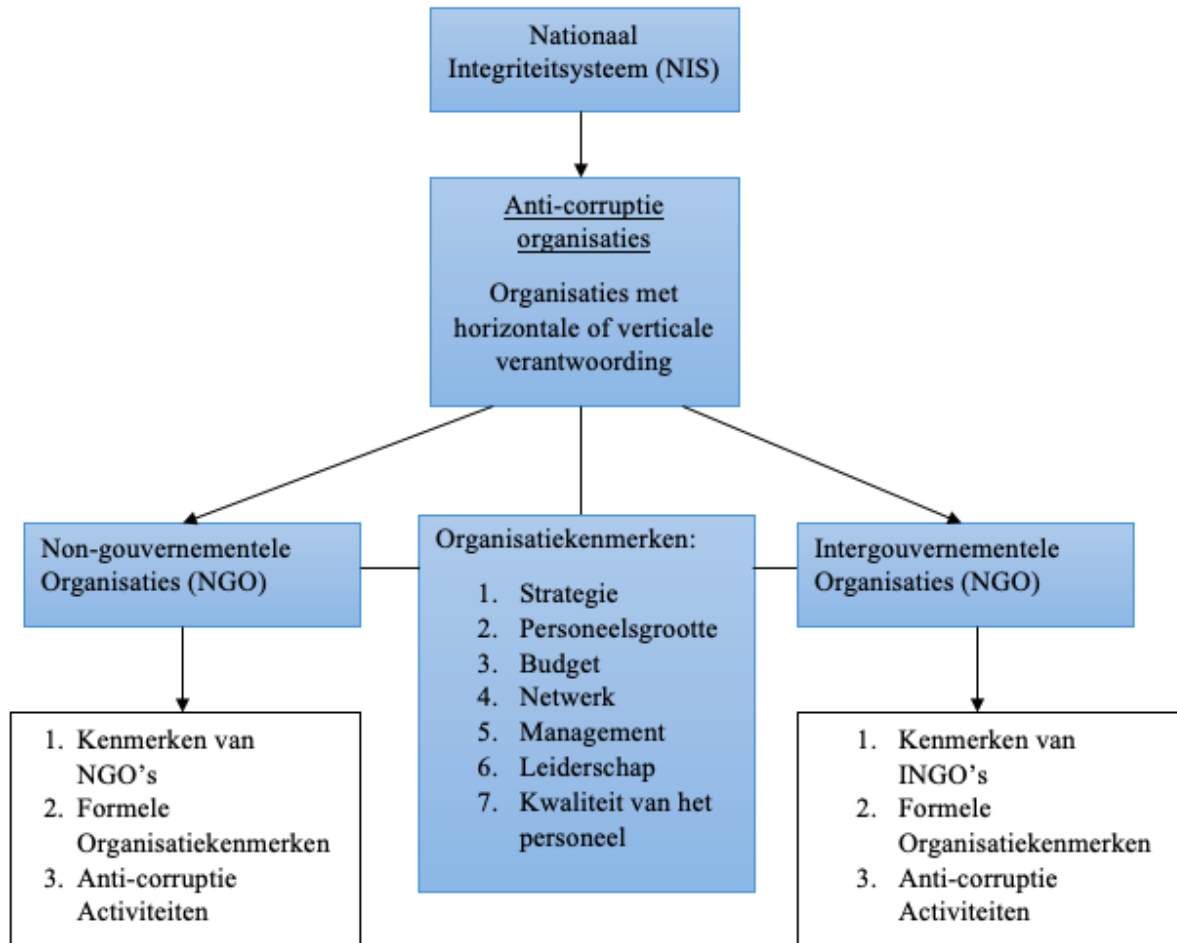 Nationaal
Integriteitsysteem (NIS)
Anti-corruptie
organisaties
Organisaties met
horizontale of verticale
verantwoording
Non-gouvernementele
Organisaties (NGO)
Organisatiekenmerken:
1. Strategie
2. Personeelsgrootte
3. Budget
4. Netwerk
5. Management
6. Leiderschap
7. Kwaliteit van het
personeel
Intergouvernementele
Organisaties (NGO)
1. Kenmerken van
NGO's
2. Formele
Organisatiekenmerken
3. Anti-corruptie
Activiteiten
1. Kenmerken van
INGO's
2. Formele
Organisatiekenmerken
3. Anti-corruptie
Activiteiten